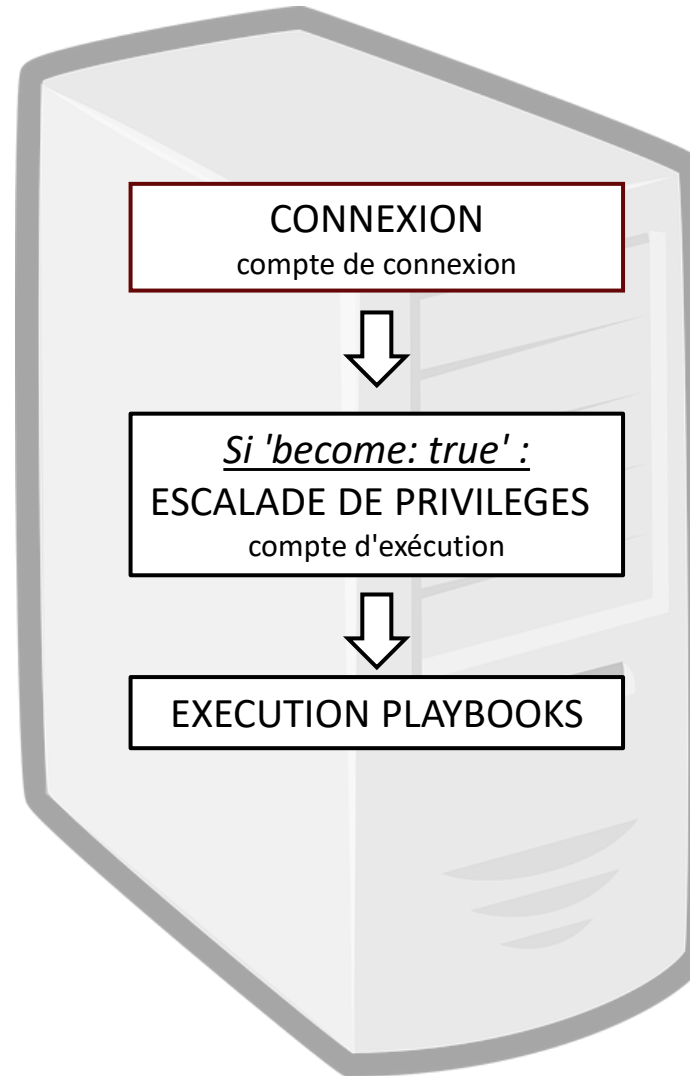 CONNEXION
compte de connexion
Si 'become: true' :
ESCALADE DE PRIVILEGES
compte d'exécution
EXECUTION PLAYBOOKS